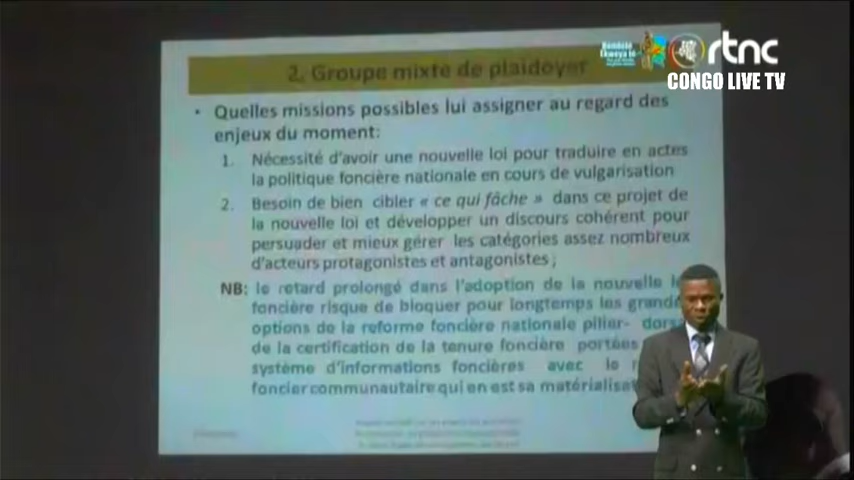 rtnc
CONGO LIVE TV
2. Groupe mixte de plaidoyer
• Quelles missions possibles lui assigner au regard des
enjeux du moment:
1. Nécessité d'avoir une nouvelle loi pour traduire en actes
la politique foncière nationale en cours de vulgarisation
2. Besoin de bien cibler « ce qui fâche » dans ce projet de
la nouvelle loi et développer un discours cohérent pour
persuader et mieux gérer les catégories assez nombreux
d'acteurs protagonistes et antagonistes ;
NB: le retard prolongé dans l'adoption de la nouvelle
foncière risque de bloquer pour longtemps les
options de la reforme foncière nationale pilier-
de la certification de la tenure foncière portées
système d'informations foncières avec le
foncier communautaire qui en est sa